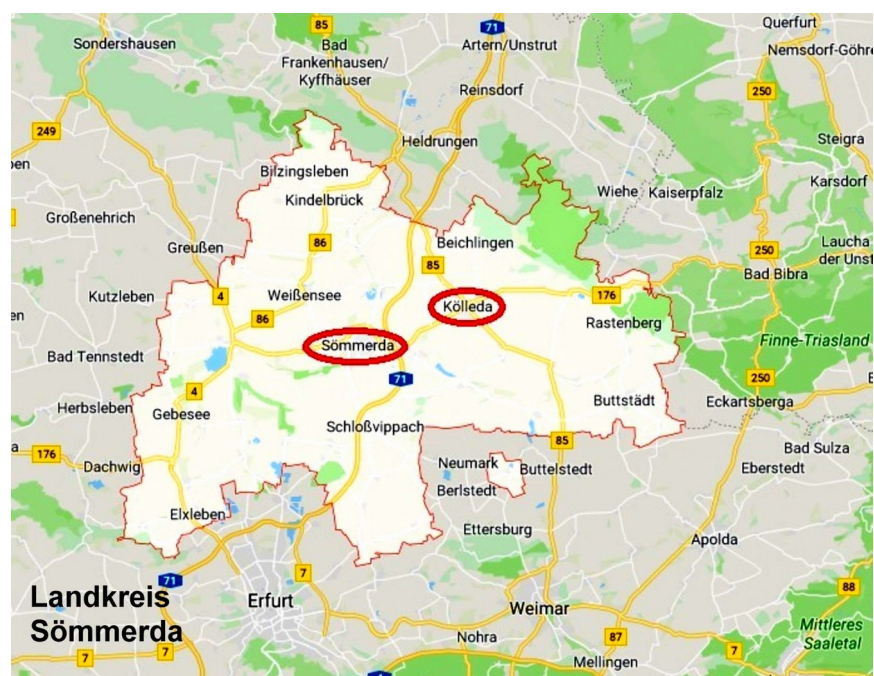 Querfurt
85
71
Sondershausen
Bad
Frankenhausen/
Kyffhäuser
Artern/Unstrut
Nemsdorf-Göhre
Reinsdorf
250
249
Heldrungen
Steigra
Bilzingsleben
Wiehe
Kaiserpfalz
Karsdorf
Kindelbrück
Großenehrich
Greußen
86
Beichlingen
250
Laucha
der Unst
85
Bad Bibra
Kutzleben
4
Weißensee
176
Kölleda
86
Rastenberg
Sömmerda
Finne-Triasland
Bad Tennstedt
71
250
4
Herbsleben
Gebesee
Buttstädt
Eckartsberga
Schloßvippach
176
Dachwig
85
Bad Sulza
Neumark
Buttelstedt
Eberstedt
Berlstedt
Elxleben
Ettersburg
Apolda
71
7
88
Landkreis
Sömmerda
Erfurt
Weimar
Mittleres
Saaletal
Nohra
87
7
7
7
Mellingen